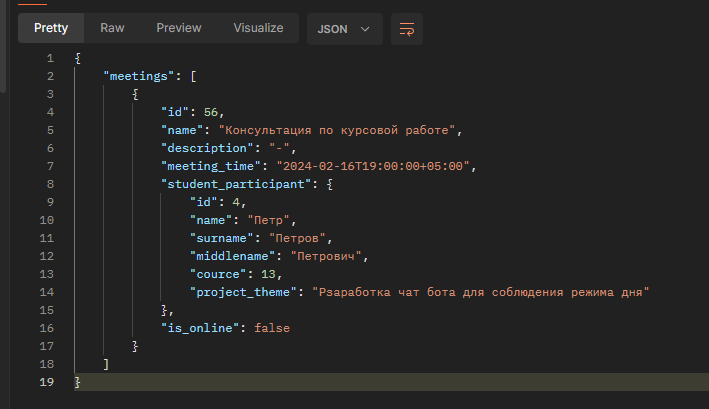 Pretty Raw Preview Visualize JSON
1 {
2 "meetings": [
3 {
4 "id": 56,
5 "name": "Консультация по курсовой работе",
6 "description": "-",
7 "meeting_time": "2024-02-16T19:00:00+05:00",
8 "student_participant": {
9 "id": 4,
10 "name": "Петр",
11 "surname": "Петров",
12 "middlename": "Петрович",
13 "cource": 13,
14 "project_theme": "Рзаработка чат бота для соблюдения режима дня"
15 },
16 "is_online": false
17 }
18 ]
19 }